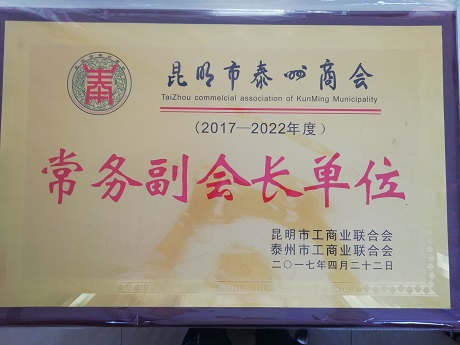 昆明市泰州商会
TaiZhou commelcial association of KunMing Municipality
(2017—2022年度)
常务副会长单位
昆明市工商业联合会
泰州市工商业联合会
二〇一七年四月二十二日